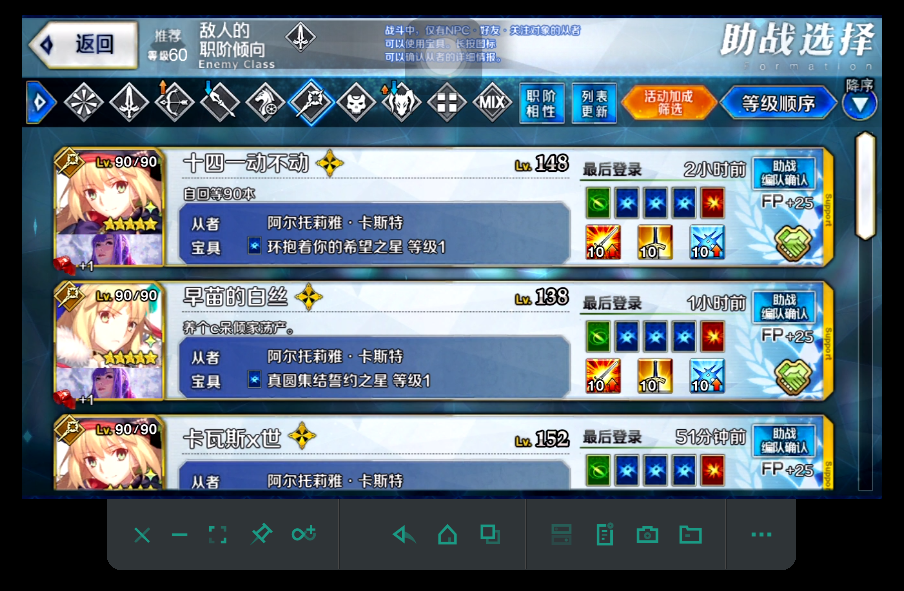 返回
推荐
等级60
敌人的
职阶倾向
Enemy Class
战斗中，仅有NPC、好友、关注对象的从者
可以使用宝具。长按图标
可以确认从者的详细情报。
助战选择
Formation
MIX
职阶
相性
列表
更新
活动加成
筛选
等级顺序
降序
Lv. 90/90
+1
十四一动不动
Lv. 148
自回等90本
从者 阿尔托莉雅·卡斯特
宝具 环抱着你的希望之星 等级1
最后登录 2小时前
10 10 10
助战
编队确认
FP+25
Support
Lv. 90/90
+1
早苗的白丝
Lv. 138
养个c呆倾家荡产。
从者 阿尔托莉雅·卡斯特
宝具 真圆集结誓约之星 等级1
最后登录 1小时前
10 10 10
助战
编队确认
FP+25
Support
Lv. 90/90
卡瓦斯x世
Lv. 152
从者 阿尔托莉雅·卡斯特
最后登录 51分钟前
助战
编队确认
FP+25
Support